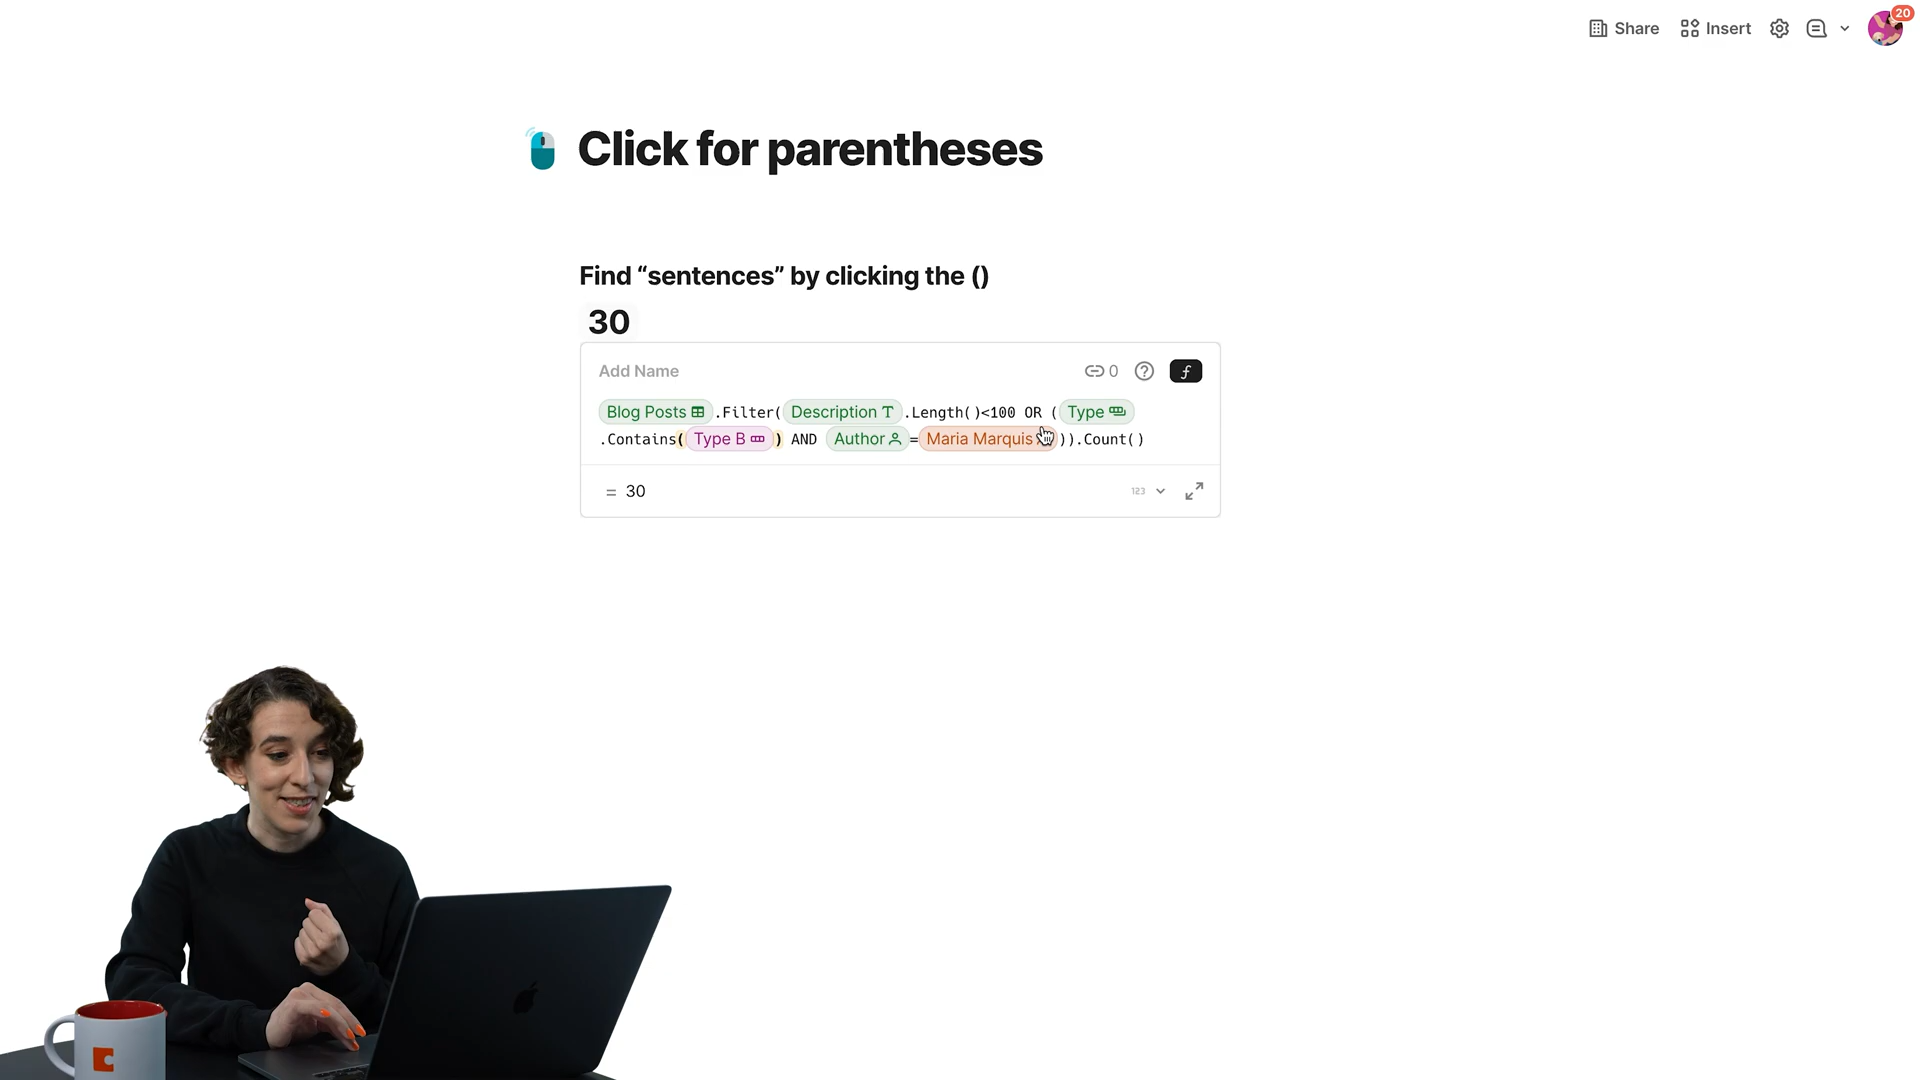 Share Insert 20
Click for parentheses
Find “sentences” by clicking the ()
30
Add Name 0 ? ƒ
Blog Posts .Filter( Description T .Length()<100 OR ( Type
.Contains( Type B ) AND Author = Maria Marquis )).Count()
= 30 123